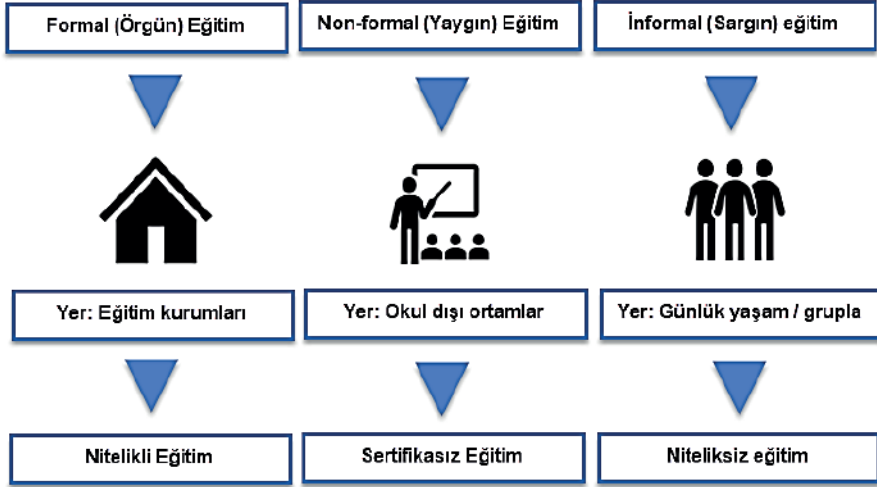 Formal (Örgün) Eğitim
Non-formal (Yaygın) Eğitim
İnformal (Sargın) eğitim
Yer: Eğitim kurumları
Yer: Okul dışı ortamlar
Yer: Günlük yaşam / grupla
Nitelikli Eğitim
Sertifikasız Eğitim
Niteliksiz eğitim